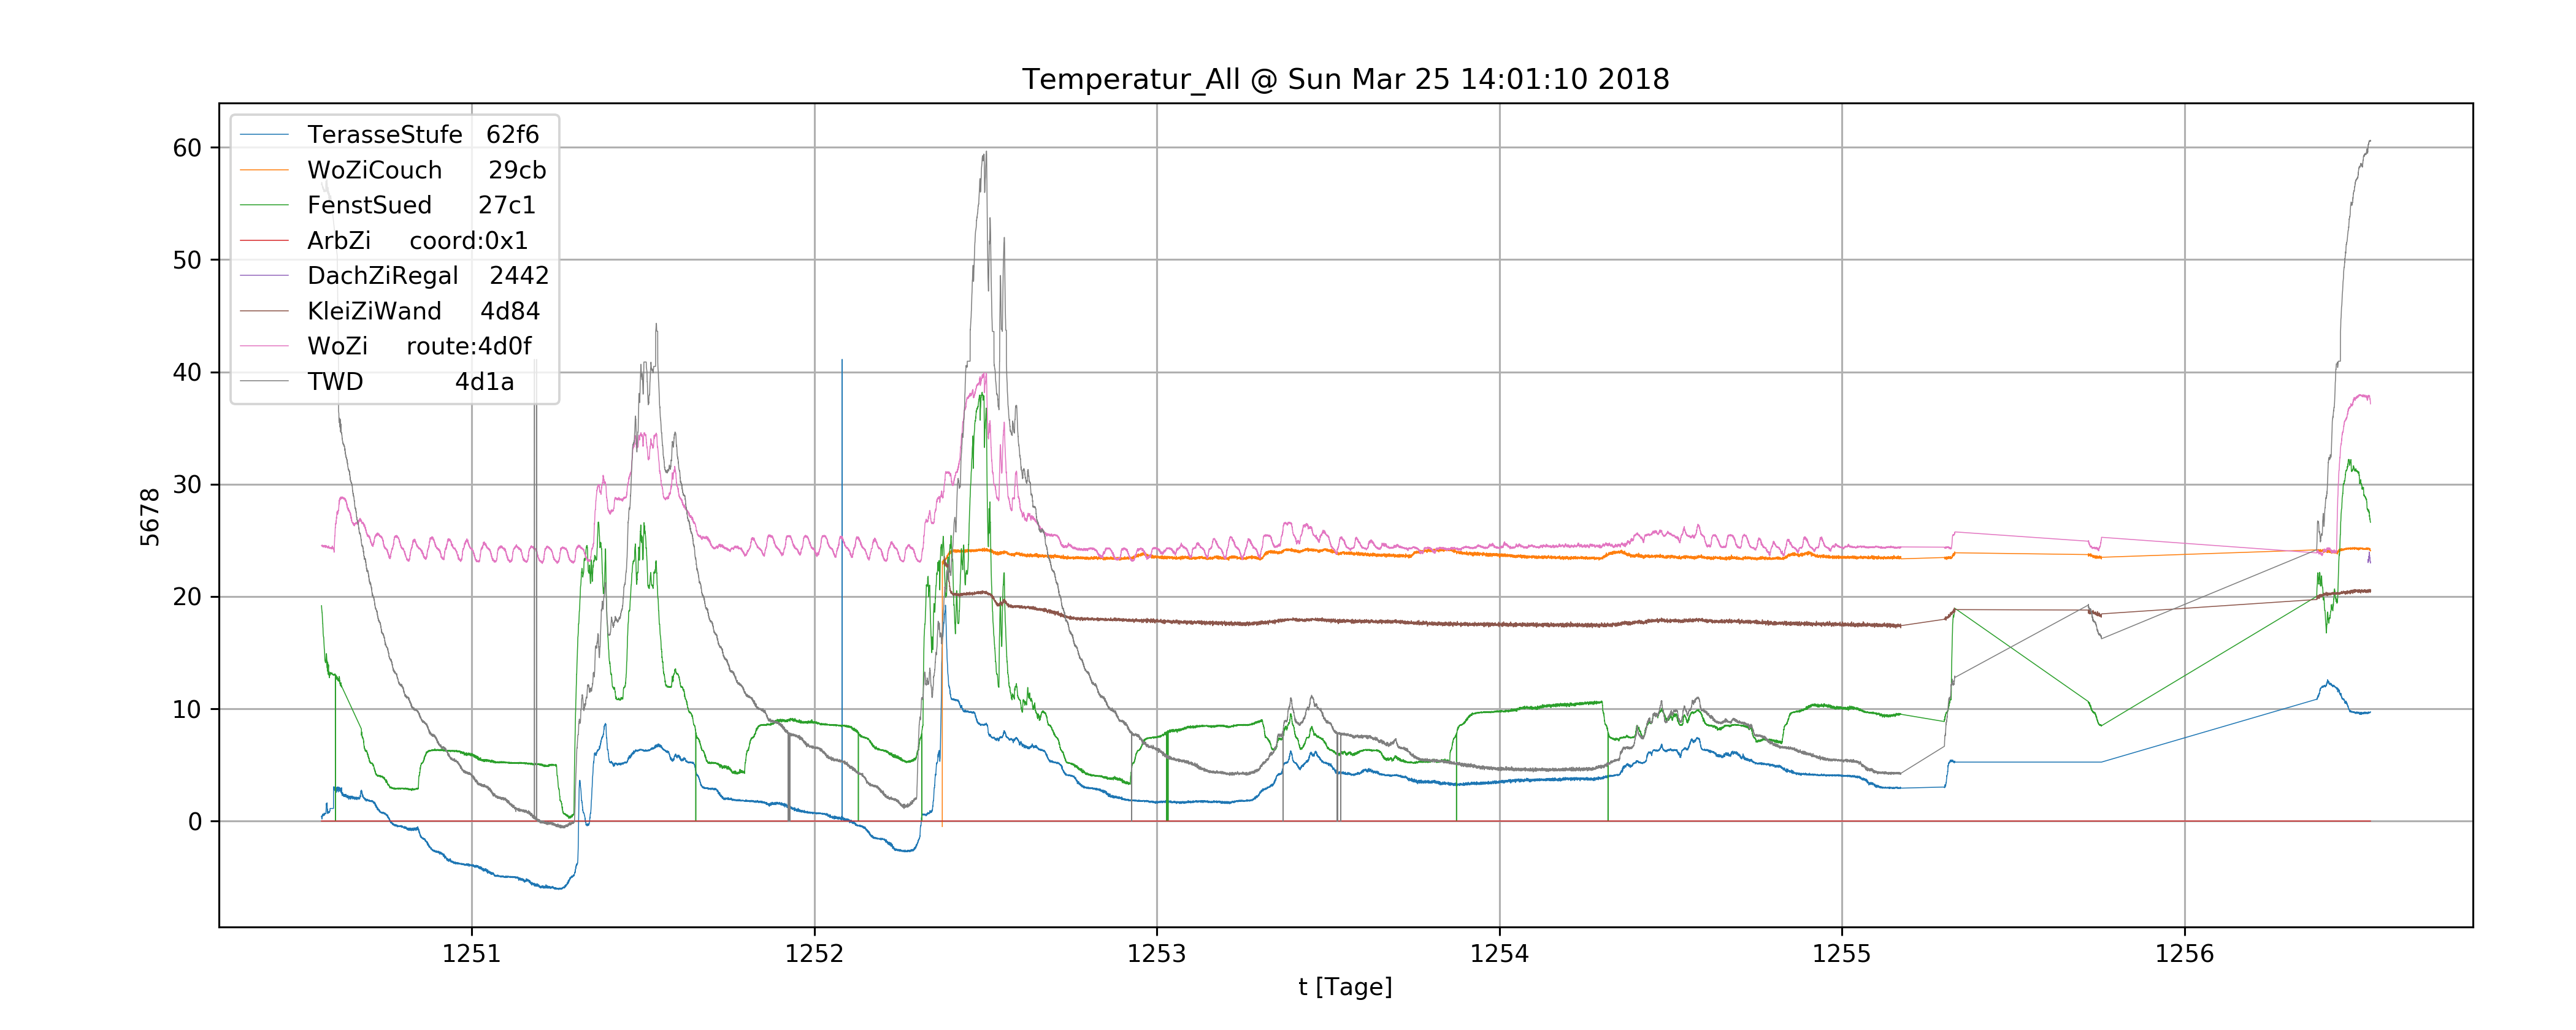 Temperatur_All @ Sun Mar 25 14:01:10 2018
TerasseStufe 62f6
WoZiCouch 29cb
FenstSued 27c1
ArbZi coord:0x1
DachZiRegal 2442
KleiZiWand 4d84
WoZi route:4d0f
TWD 4d1a
60
50
40
30
20
10
0
5678
1251 1252 1253 1254 1255 1256
t [Tage]